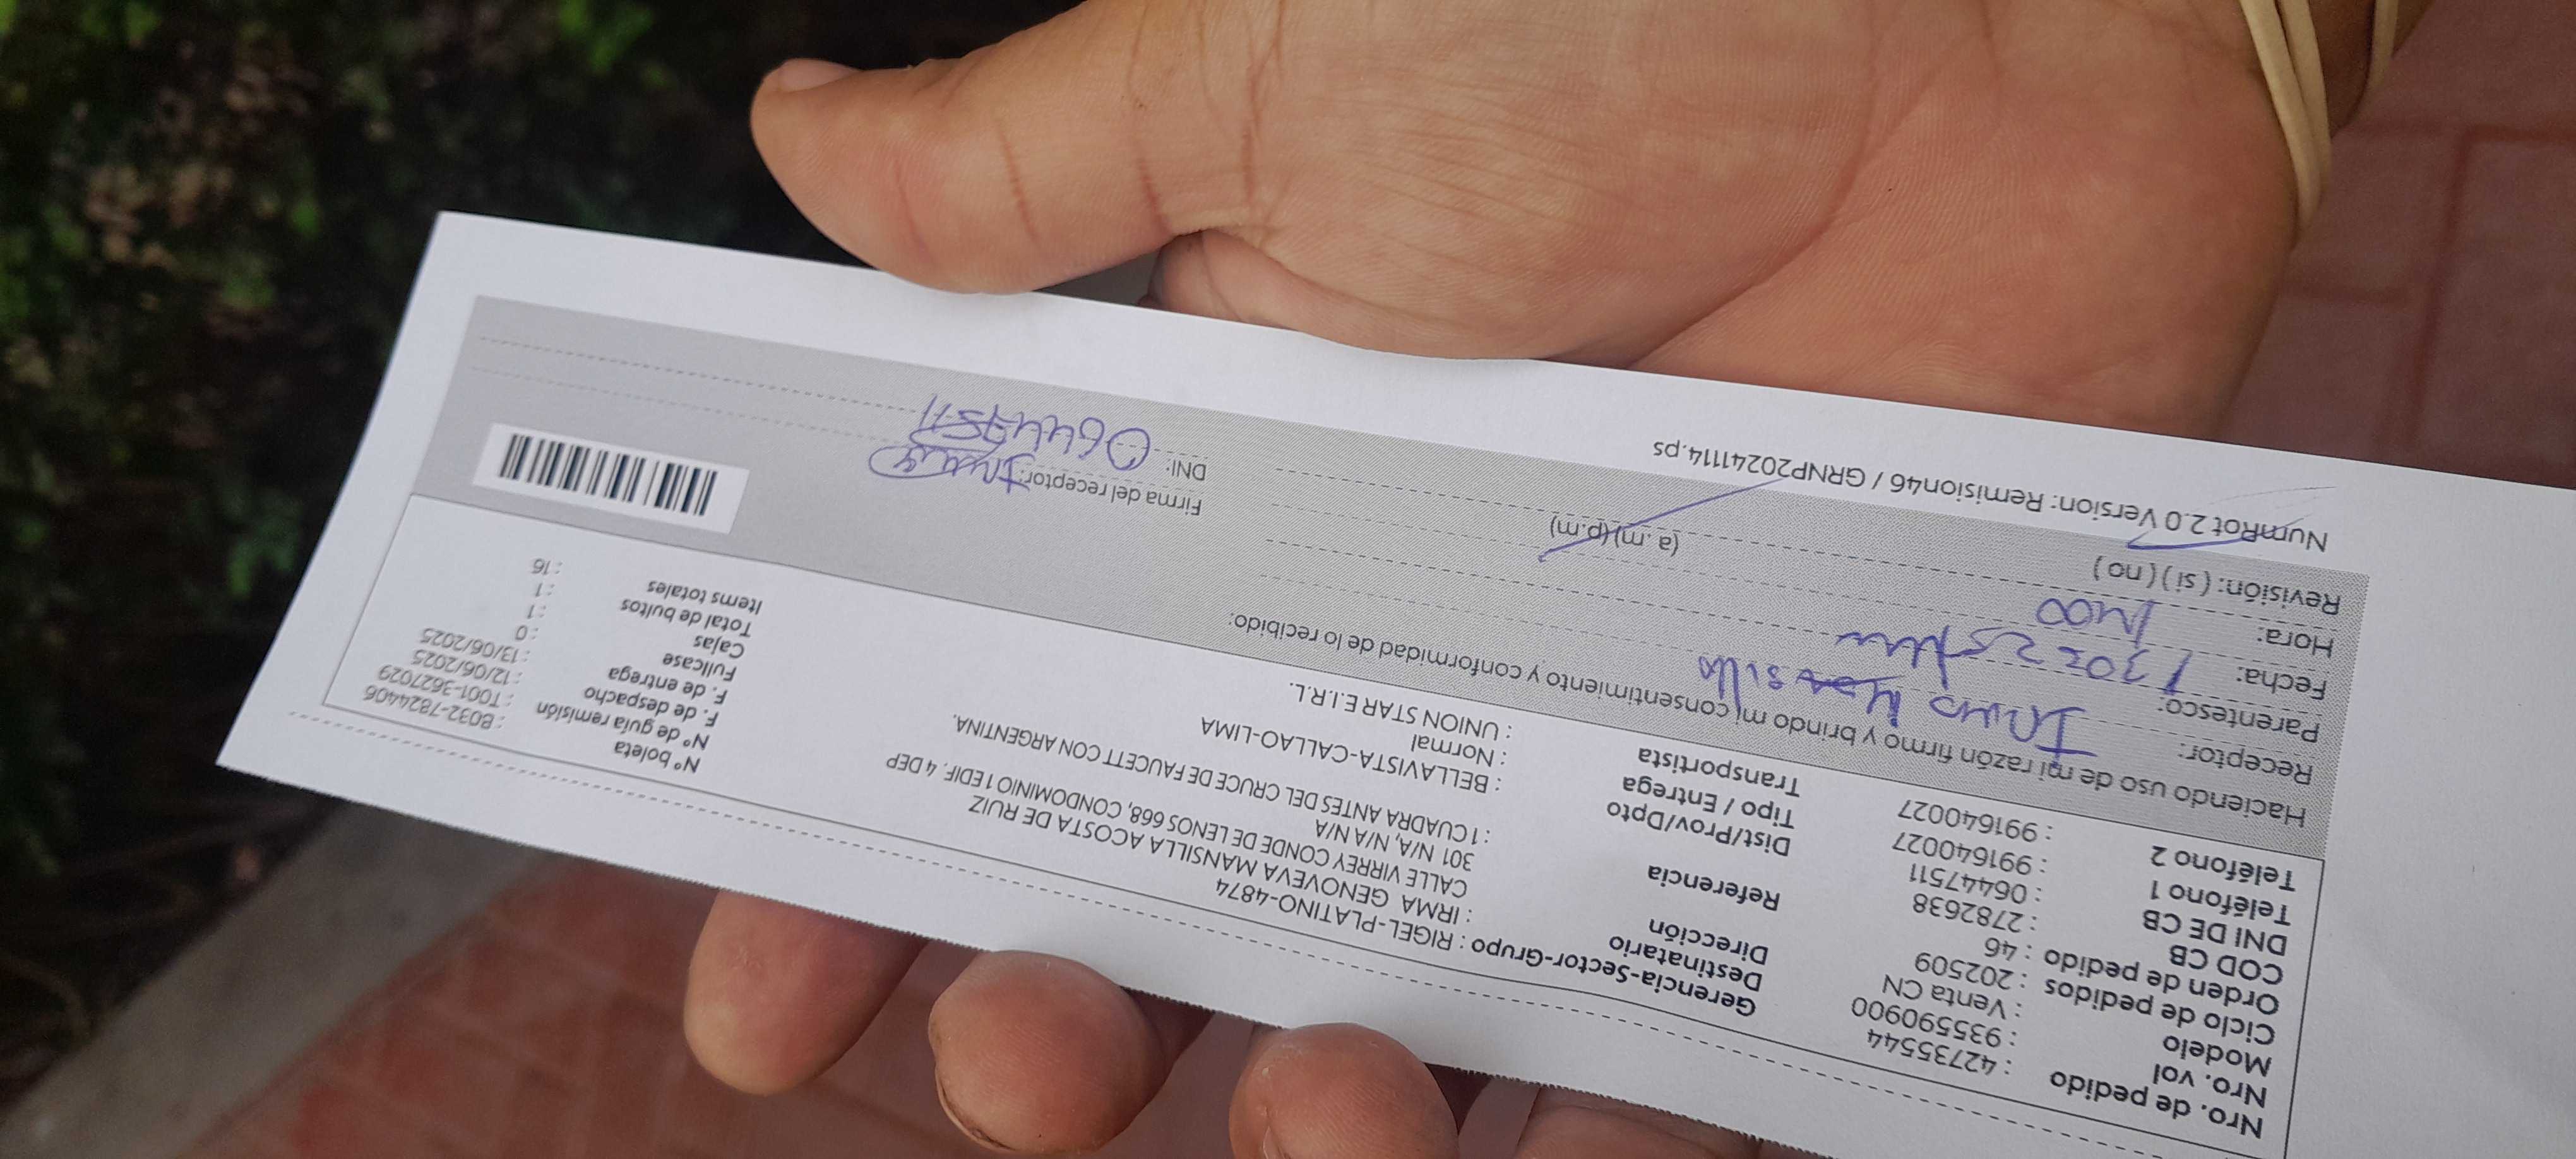 Nro. de pedido : 42735544
Nro. vol : 935590900
Modelo : Venta CN
Ciclo de pedidos : 202509
Orden de pedido : 46
COD CB : 2782638
DNI DE CB : 06447511
Teléfono 1 : 991640027
Teléfono 2 : 991640027
Gerencia-Sector-Grupo : RIGEL-PLATINO-4874
Destinatario : IRMA GENOVEVA MANSILLA ACOSTA DE RUIZ
Dirección CALLE VIRREY CONDE DE LENOS 668, CONDOMINIO 1 EDIF. 4 DEP
301 N/A, N/A N/A
Referencia : 1 CUADRA ANTES DEL CRUCE DE FAUCETT CON ARGENTINA.
Dist/Prov/Dpto : BELLAVISTA-CALLAO-LIMA
Tipo / Entrega : Normal
Transportista : UNION STAR E.I.R.L.
N° boleta : B032-7824406
N° de guía remisión : T001-3627029
F. de despacho : 12/06/2025
F. de entrega : 13/06/2025
Fullcase : 0
Cajas : 1
Total de bultos : 1
Items totales : 16
Haciendo uso de mi razón firmo y brindo mi consentimiento y conformidad de lo recibido:
Receptor:
Parentesco:
Fecha:
Hora: 1400 (a.m) (p.m)
Revisión: ( si ) ( no )
Firma del receptor:
DNI: 06447511
NumRot 2.0 Version: Remision46 / GRNP20241114.ps